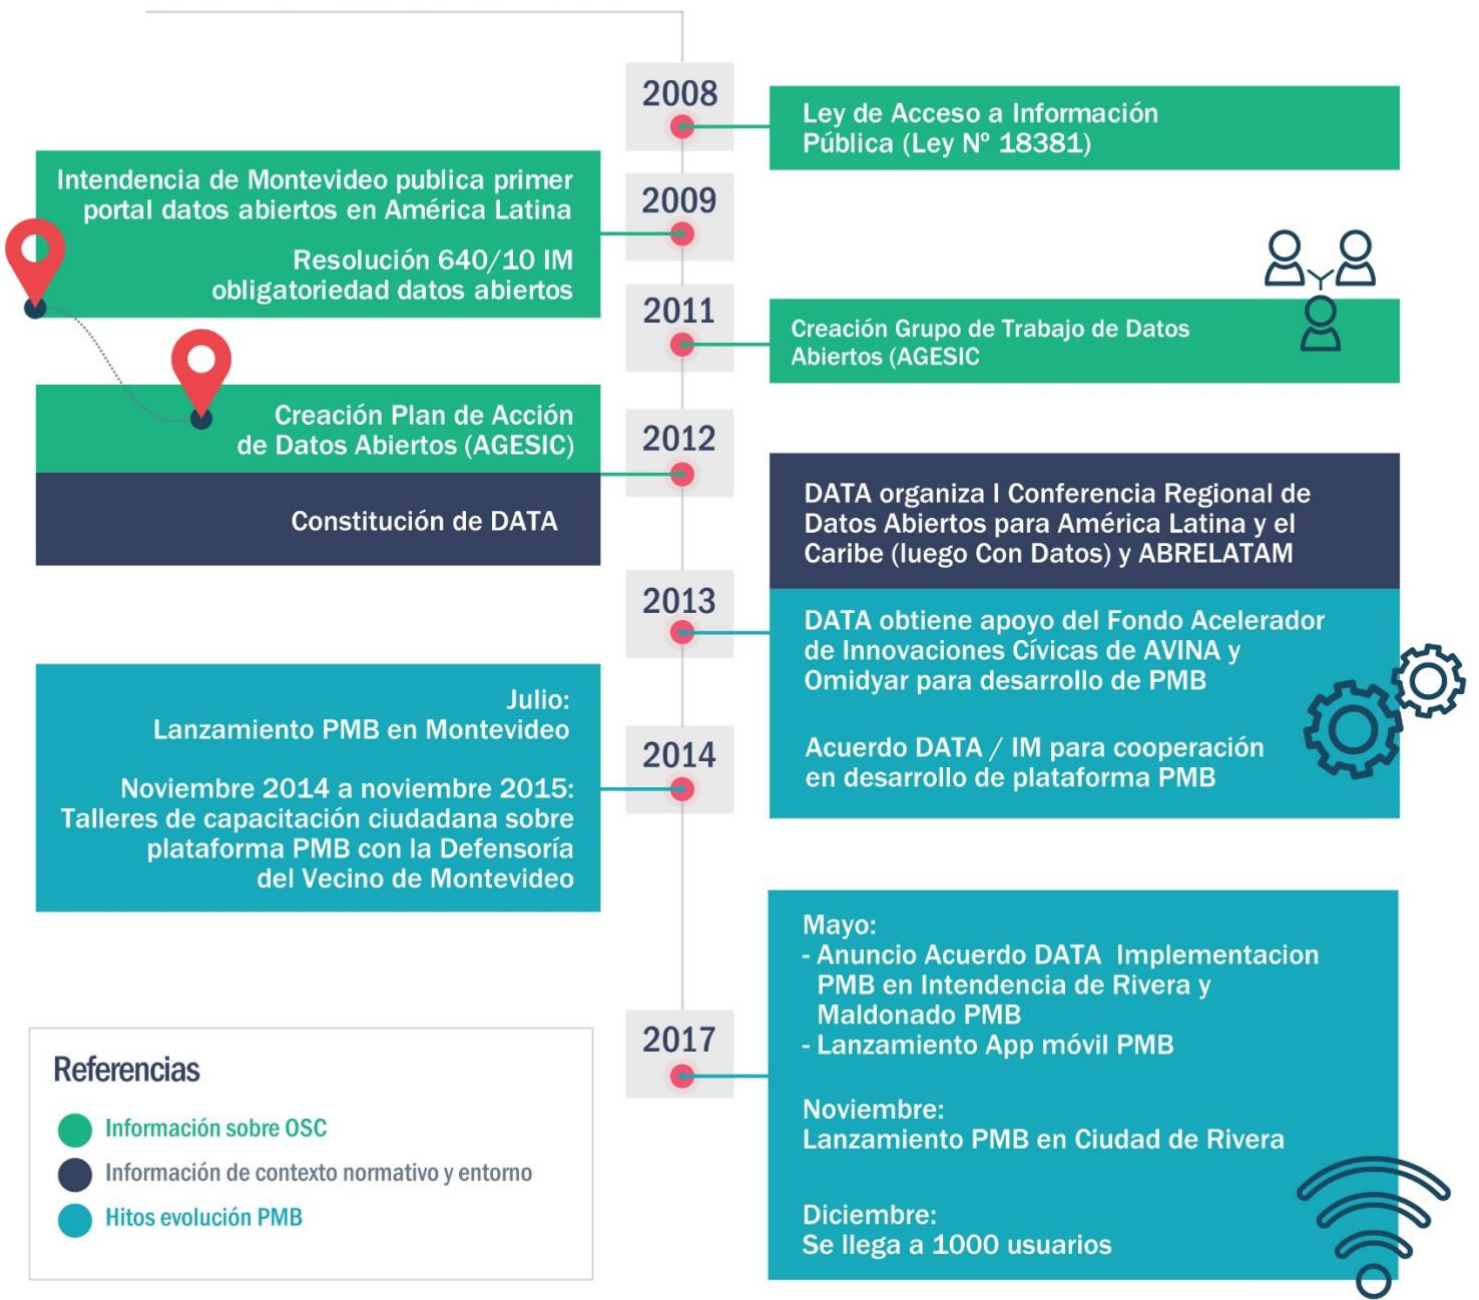 2008
Ley de Acceso a Información
Pública (Ley Nº 18381)
Intendencia de Montevideo publica primer
portal datos abiertos en América Latina
Resolución 640/10 IM
obligatoriedad datos abiertos
2009
2011
Creación Grupo de Trabajo de Datos
Abiertos (AGESIC
Creación Plan de Acción
de Datos Abiertos (AGESIC)
Constitución de DATA
2012
DATA organiza I Conferencia Regional de
Datos Abiertos para América Latina y el
Caribe (luego Con Datos) y ABRELATAM
2013
DATA obtiene apoyo del Fondo Acelerador
de Innovaciones Cívicas de AVINA y
Omidyar para desarrollo de PMB
Acuerdo DATA / IM para cooperación
en desarrollo de plataforma PMB
Julio:
Lanzamiento PMB en Montevideo
Noviembre 2014 a noviembre 2015:
Talleres de capacitación ciudadana sobre
plataforma PMB con la Defensoría
del Vecino de Montevideo
2014
2017
Mayo:
- Anuncio Acuerdo DATA Implementacion
PMB en Intendencia de Rivera y
Maldonado PMB
- Lanzamiento App móvil PMB
Noviembre:
Lanzamiento PMB en Ciudad de Rivera
Diciembre:
Se llega a 1000 usuarios
Referencias
Información sobre OSC
Información de contexto normativo y entorno
Hitos evolución PMB